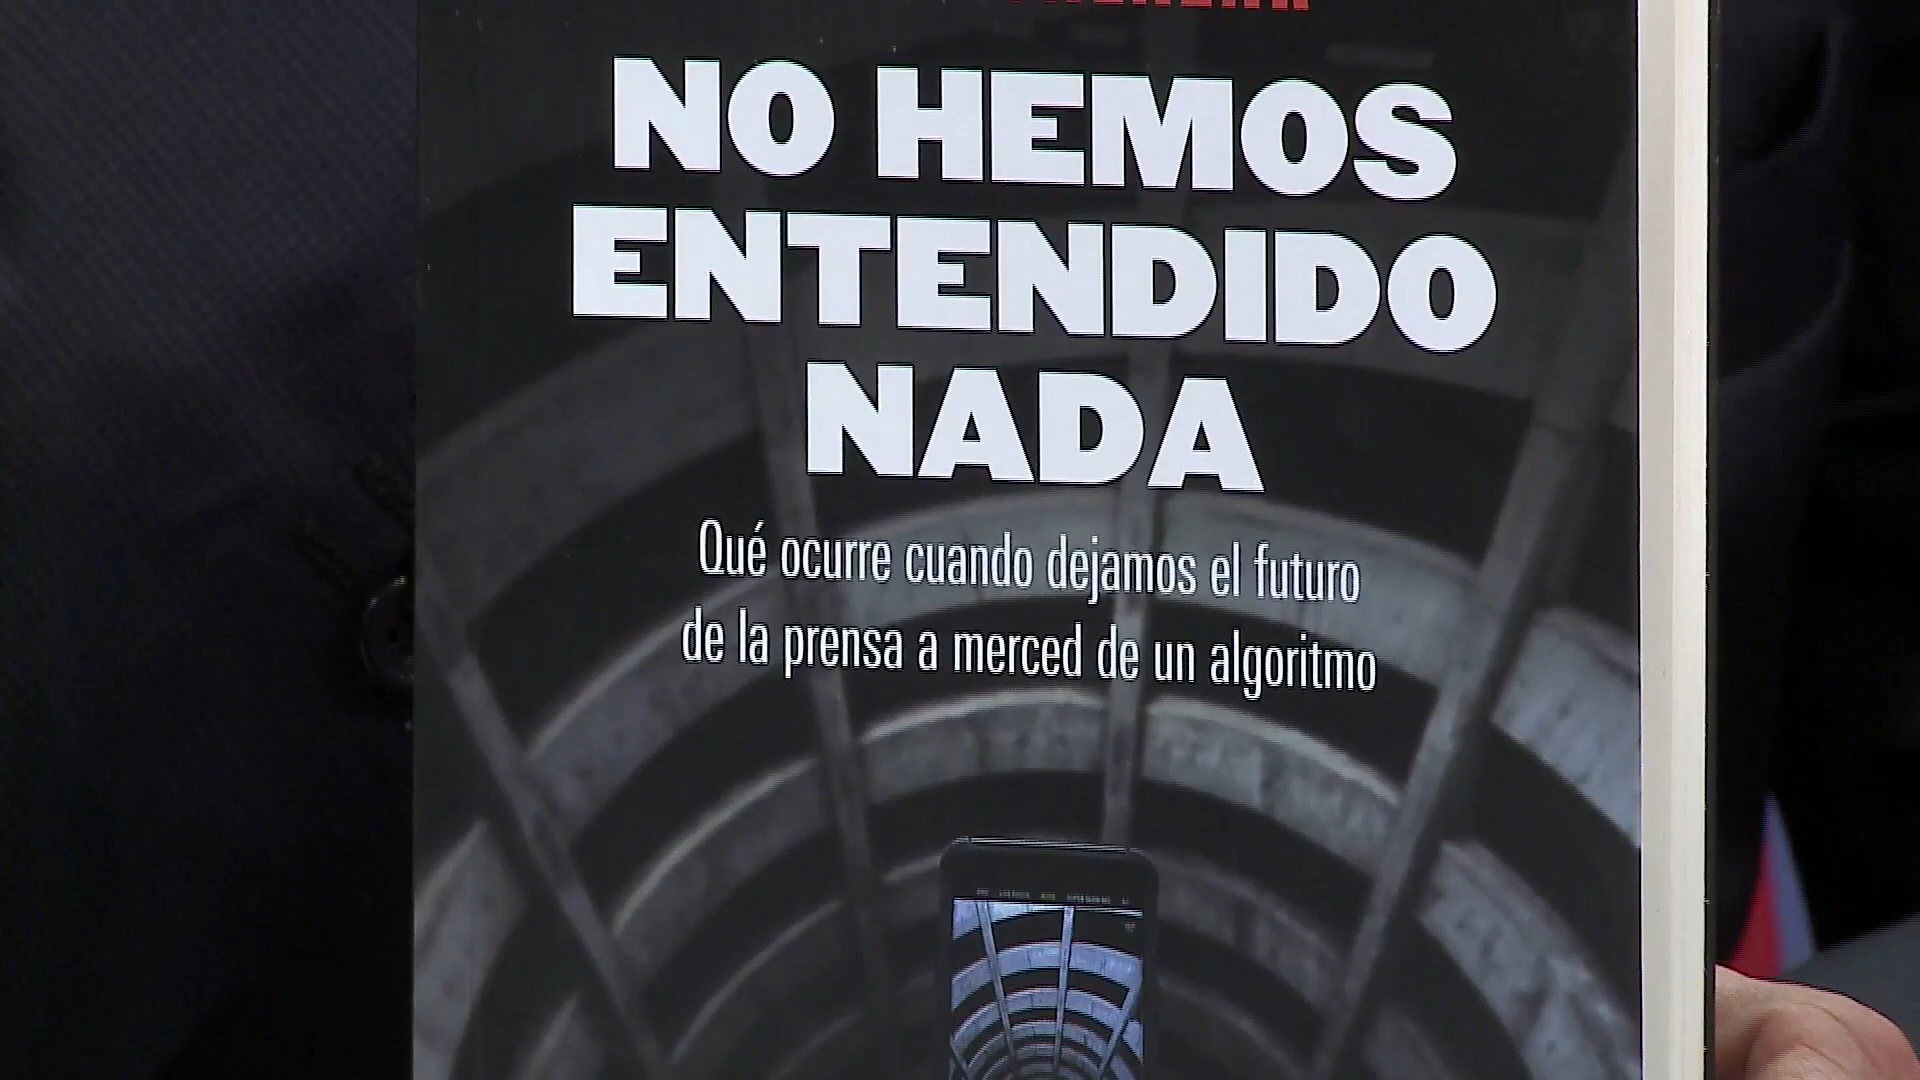 NO HEMOS
ENTENDIDO
NADA
Qué ocurre cuando dejamos el futuro
de la prensa a merced de un algoritmo